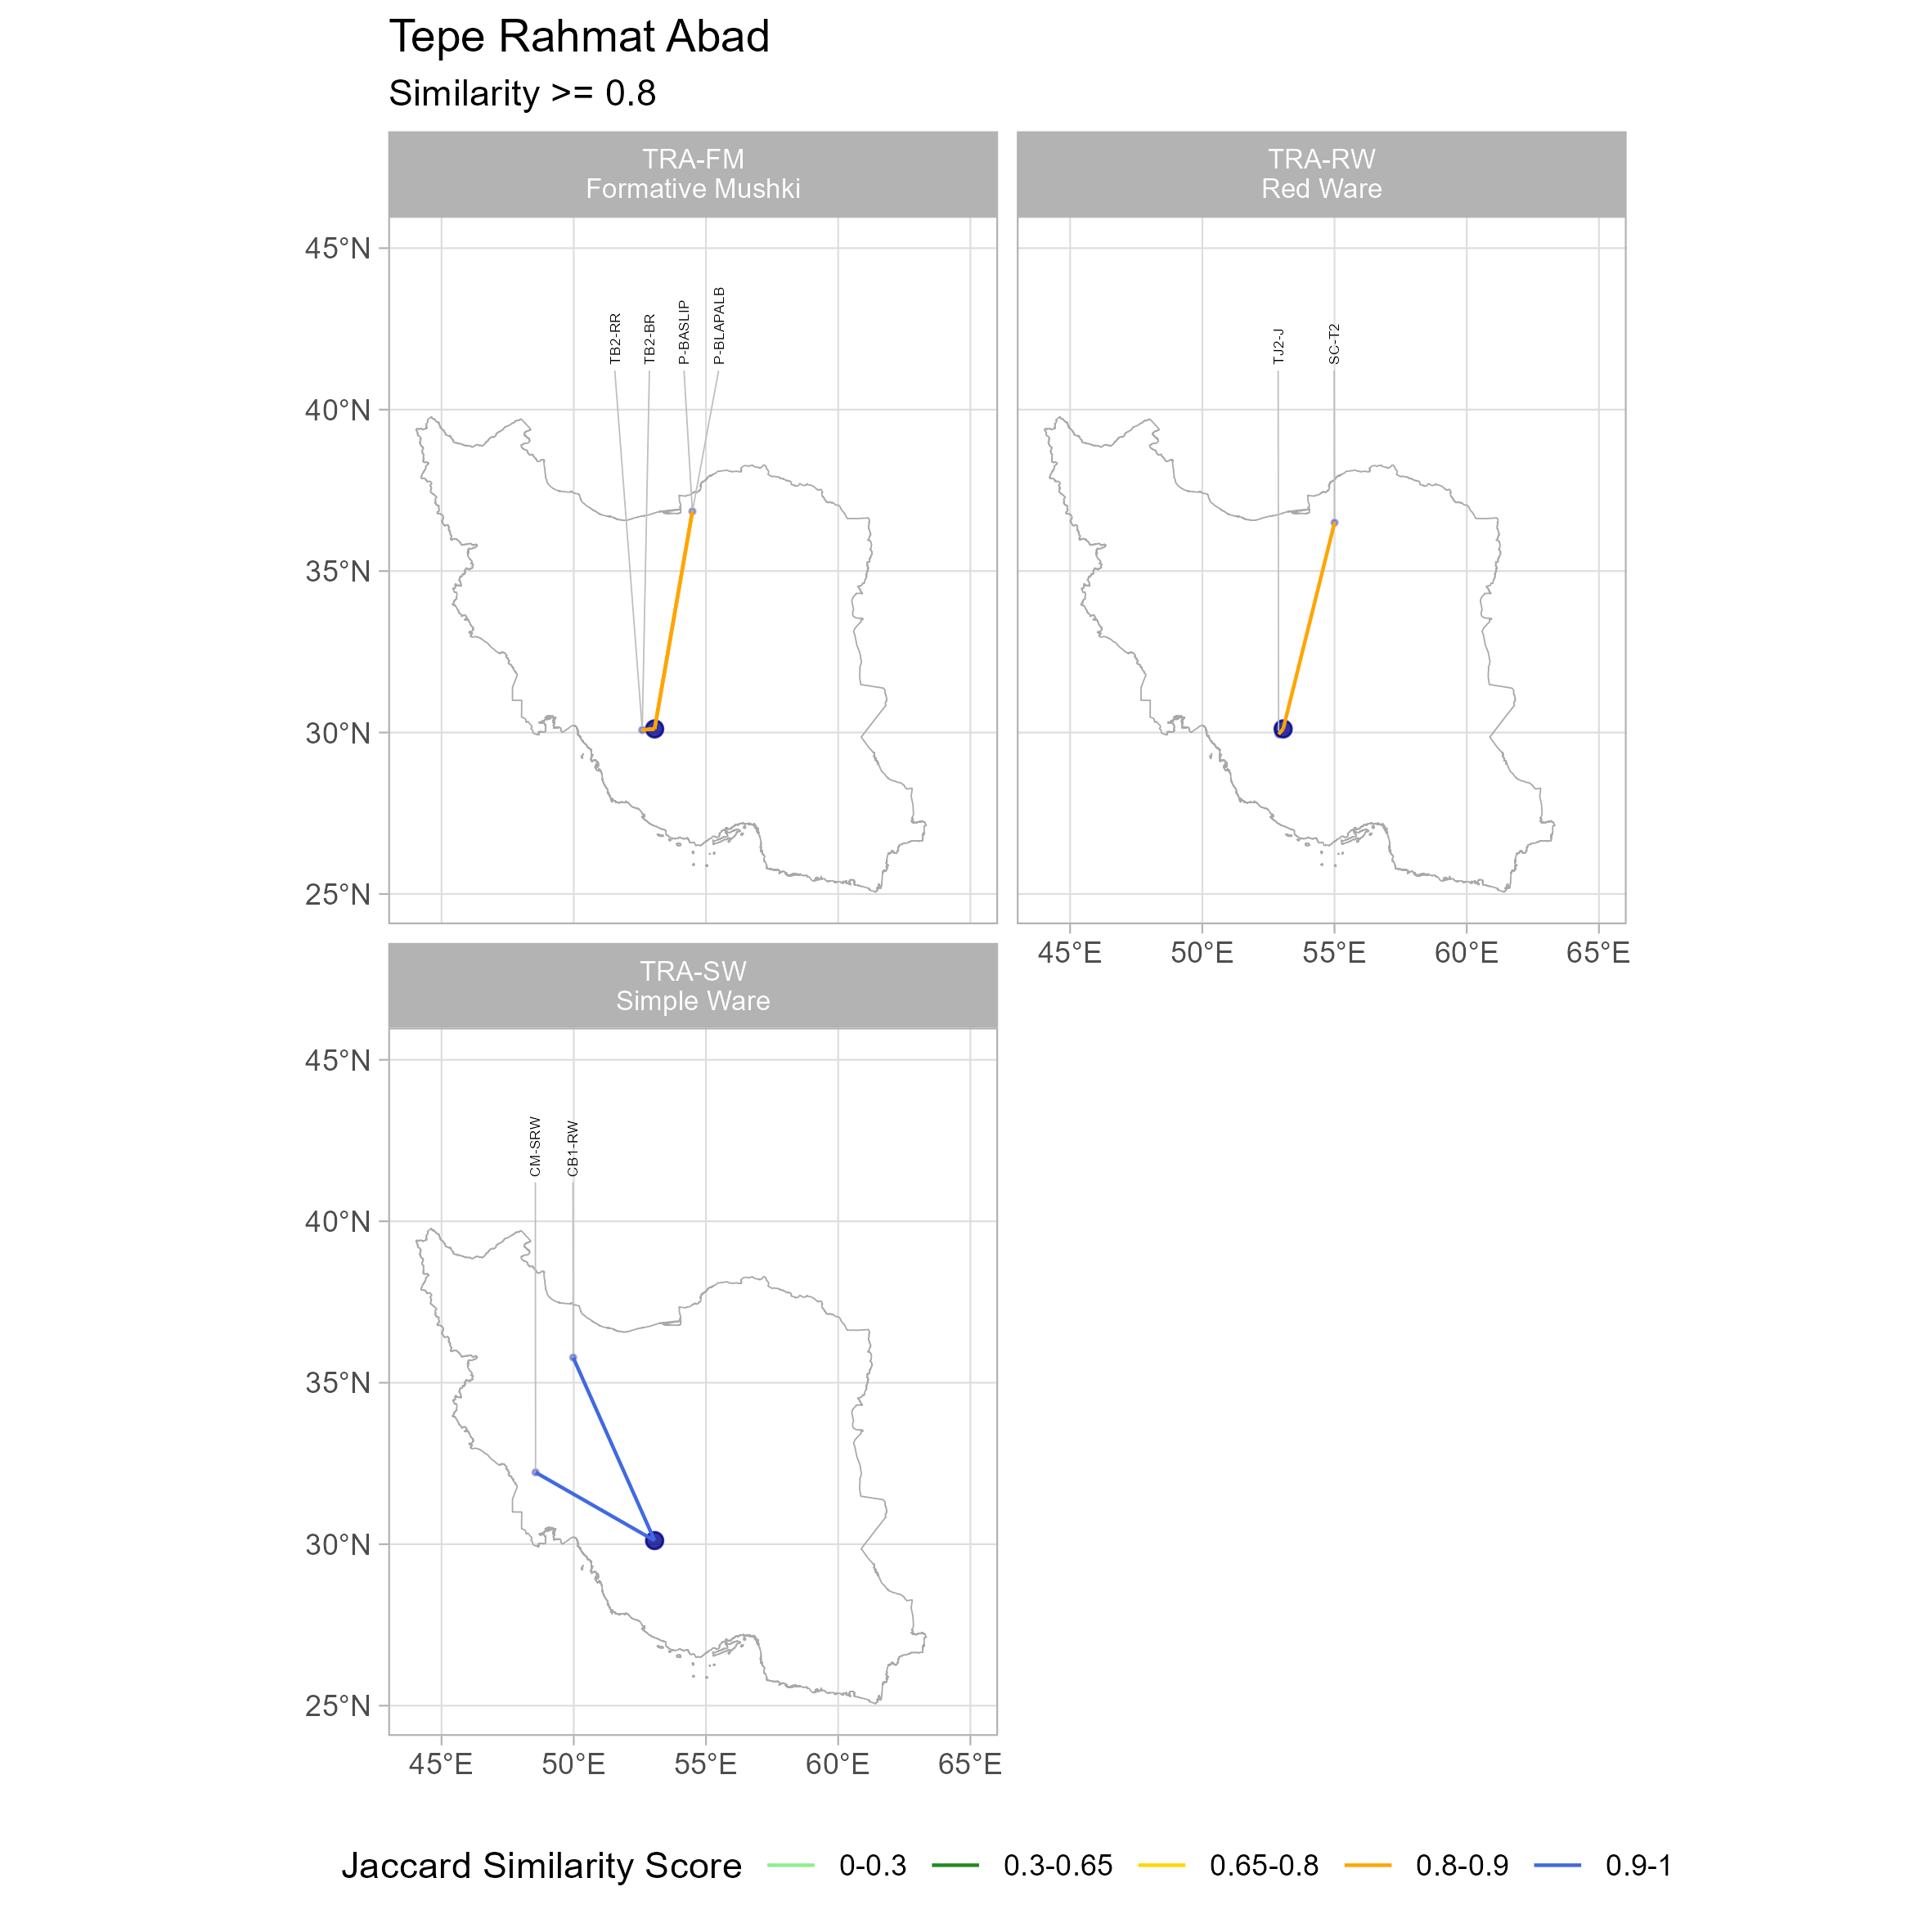 Tepe Rahmat Abad
Similarity >= 0.8
TRA-FM
Formative Mushki
TRA-RW
Red Ware
45°N
40°N
35°N
30°N
25°N
TB2-RR
TB2-BR
P-BASLIP
P-BLAPALB
TJ2-J
SC-T2
45°E
50°E
55°E
60°E
65°E
TRA-SW
Simple Ware
45°N
40°N
35°N
30°N
25°N
CM-SRW
CB1-RW
45°E
50°E
55°E
60°E
65°E
Jaccard Similarity Score 0-0.3 0.3-0.65 0.65-0.8 0.8-0.9 0.9-1